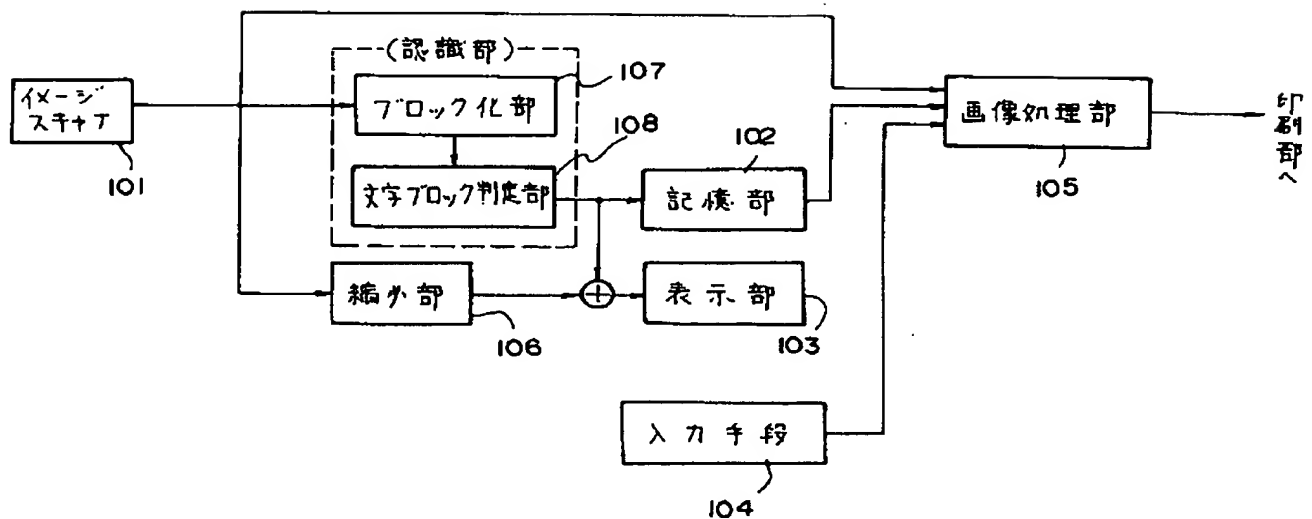 (認識部)
107
イメージ
スキャナ
101
ブロック化部
108
文字ブロック判定部
102
記憶部
画像処理部
105
印刷部へ
縮小部
106
表示部
103
入力手段
104